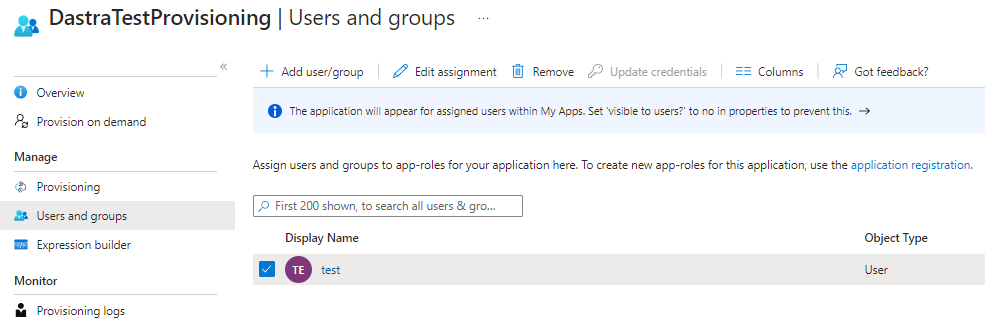 DastraTestProvisioning | Users and groups ...
«
Overview
Provision on demand
Manage
Provisioning
Users and groups
Expression builder
Monitor
Provisioning logs
Add user/group
Edit assignment
Remove
Update credentials
Columns
Got feedback?
The application will appear for assigned users within My Apps. Set 'visible to users?' to no in properties to prevent this. →
Assign users and groups to app-roles for your application here. To create new app-roles for this application, use the application registration.
First 200 shown, to search all users & gro...
Display Name Object Type
TE test User